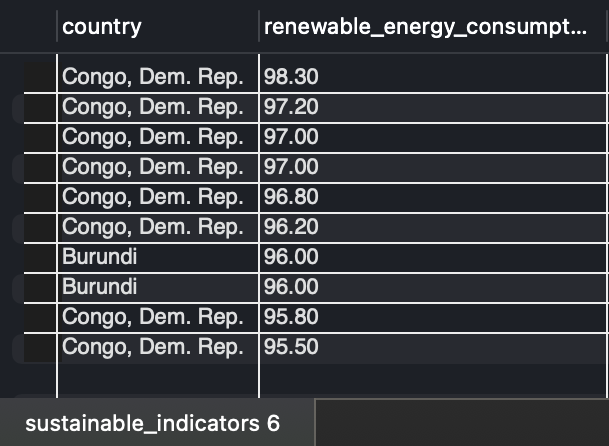 country renewable_energy_consumpt...
Congo, Dem. Rep. 98.30
Congo, Dem. Rep. 97.20
Congo, Dem. Rep. 97.00
Congo, Dem. Rep. 97.00
Congo, Dem. Rep. 96.80
Congo, Dem. Rep. 96.20
Burundi 96.00
Burundi 96.00
Congo, Dem. Rep. 95.80
Congo, Dem. Rep. 95.50
sustainable_indicators 6